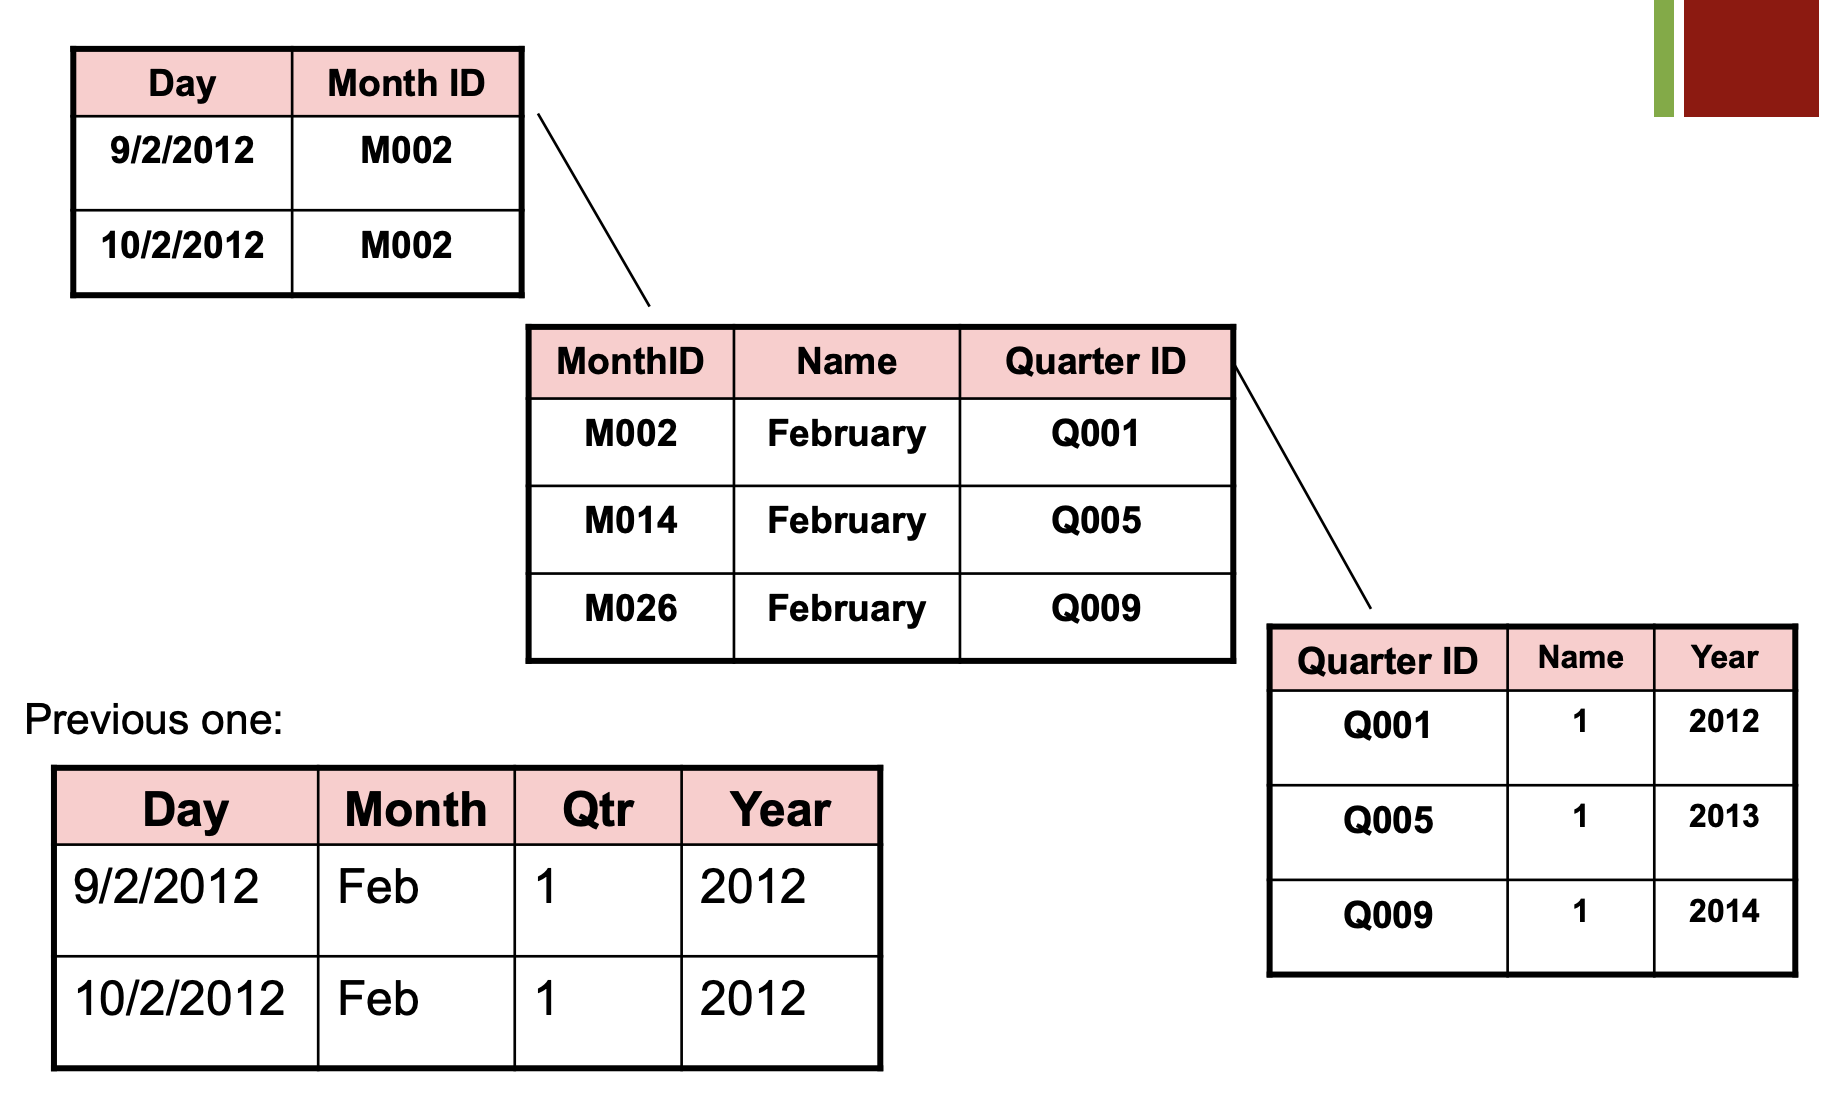 Day Month ID
9/2/2012 M002
10/2/2012 M002
MonthID Name Quarter ID
M002 February Q001
M014 February Q005
M026 February Q009
Quarter ID Name Year
Q001 1 2012
Q005 1 2013
Q009 1 2014
Previous one:
Day Month Qtr Year
9/2/2012 Feb 1 2012
10/2/2012 Feb 1 2012